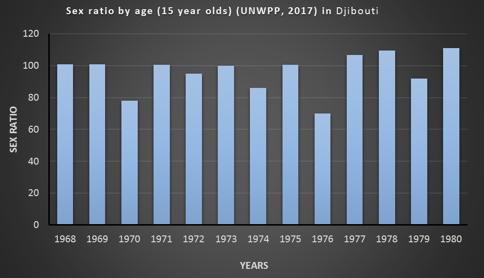 Sex ratio by age (15 year olds) (UNWPP, 2017) in Djibouti
120
100
80
60
40
20
0
SEX RATIO
1968 1969 1970 1971 1972 1973 1974 1975 1976 1977 1978 1979 1980
YEARS